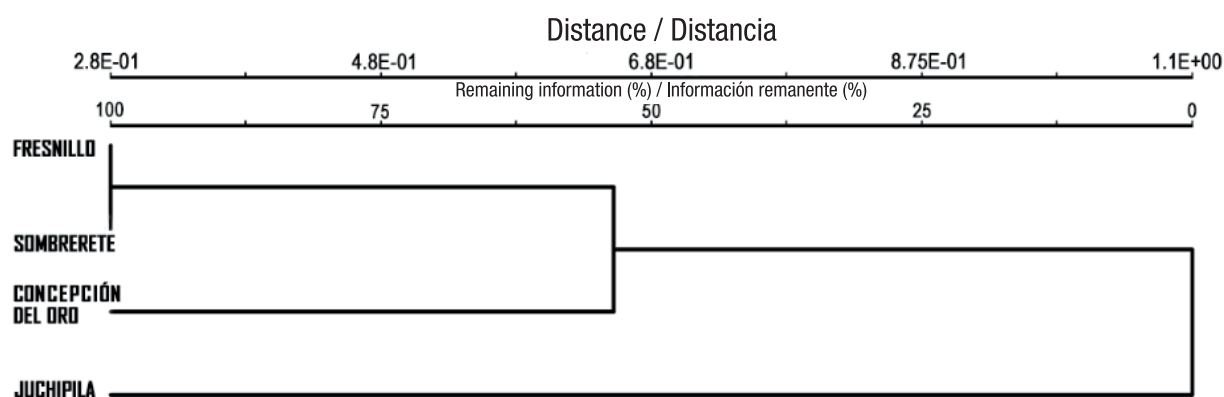 Distance / Distancia
2.8E-01 4.8E-01 6.8E-01 8.75E-01 1.1E+00
Remaining information (%) / Información remanente (%)
100 75 50 25 0
FRESNILLO
SOMBRERETE
CONCEPCIÓN
DEL ORO
JUCHIPILA